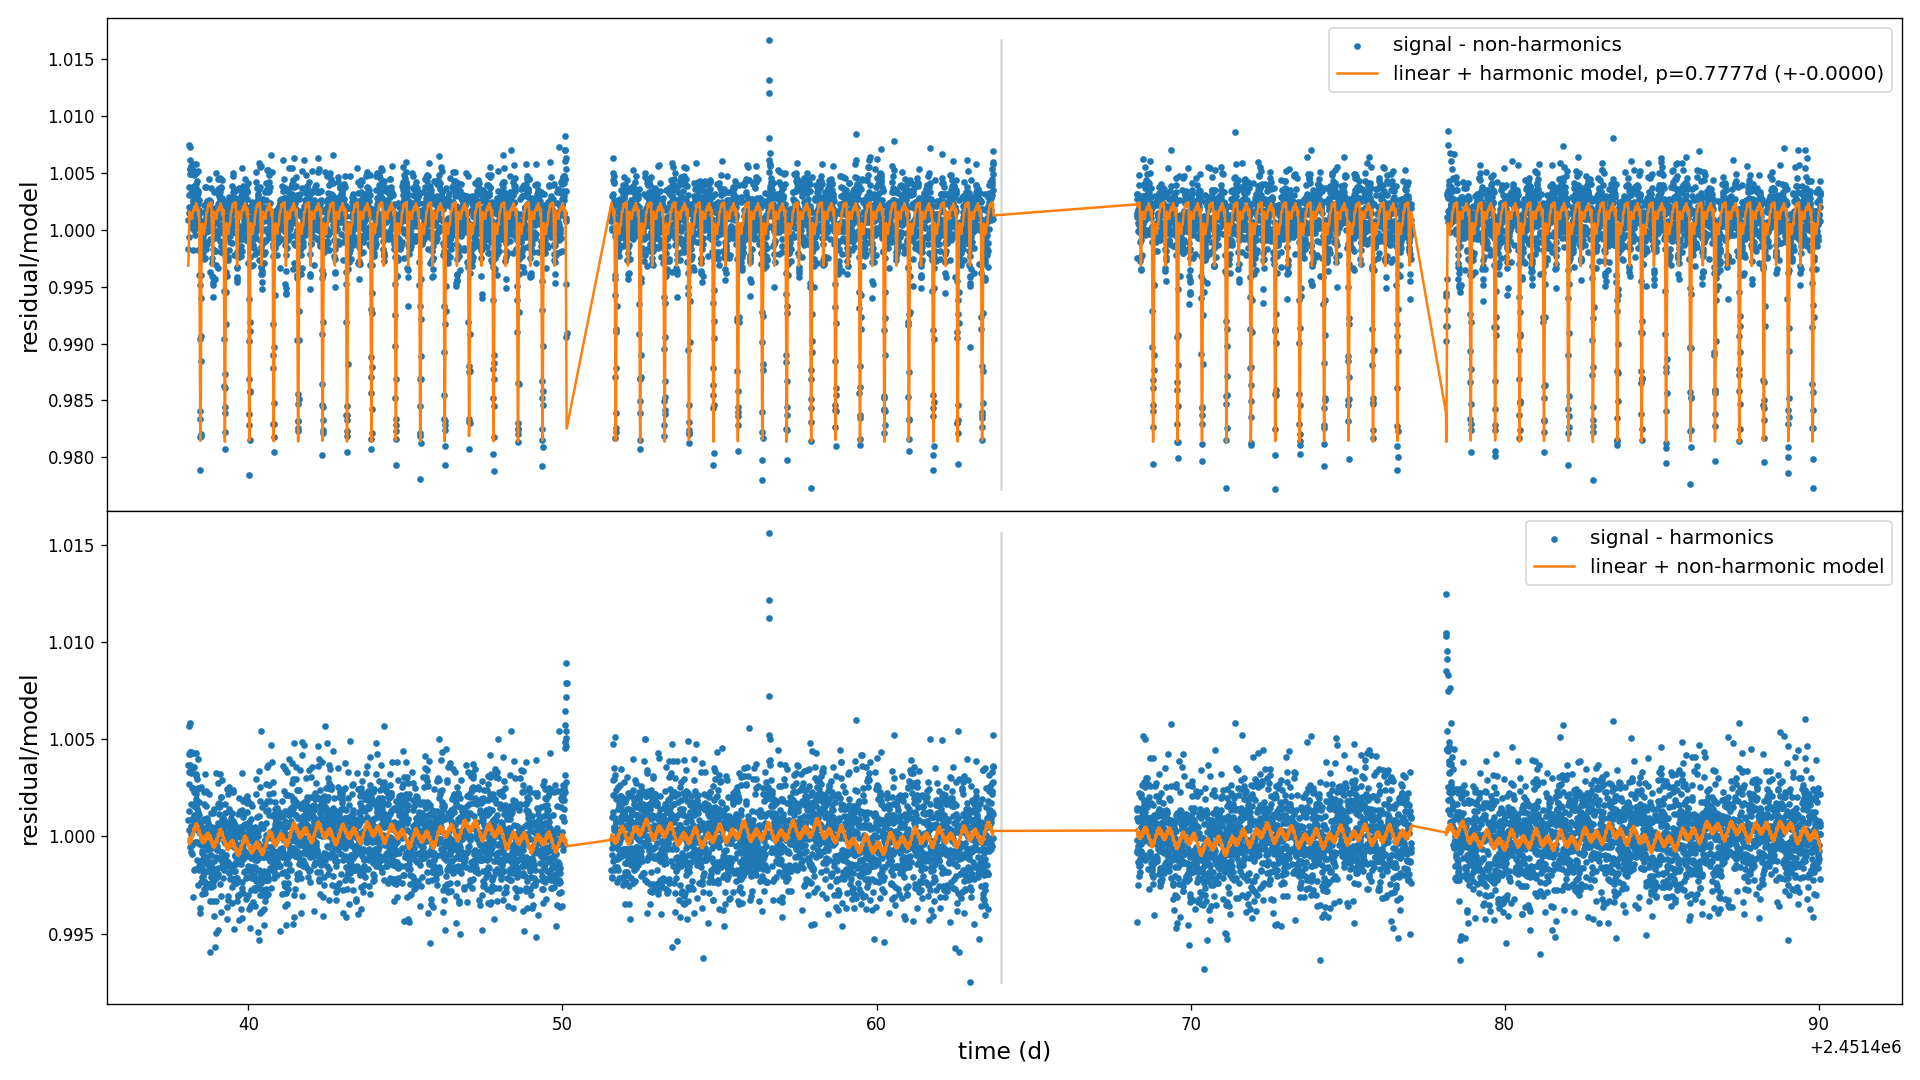 signal - non-harmonics
linear + harmonic model, p=0.7777d (+-0.0000)
residual/model
1.015
1.010
1.005
1.000
0.995
0.990
0.985
0.980
signal - harmonics
linear + non-harmonic model
residual/model
1.015
1.010
1.005
1.000
0.995
40 50 60 70 80 90
time (d)
+2.4514e6